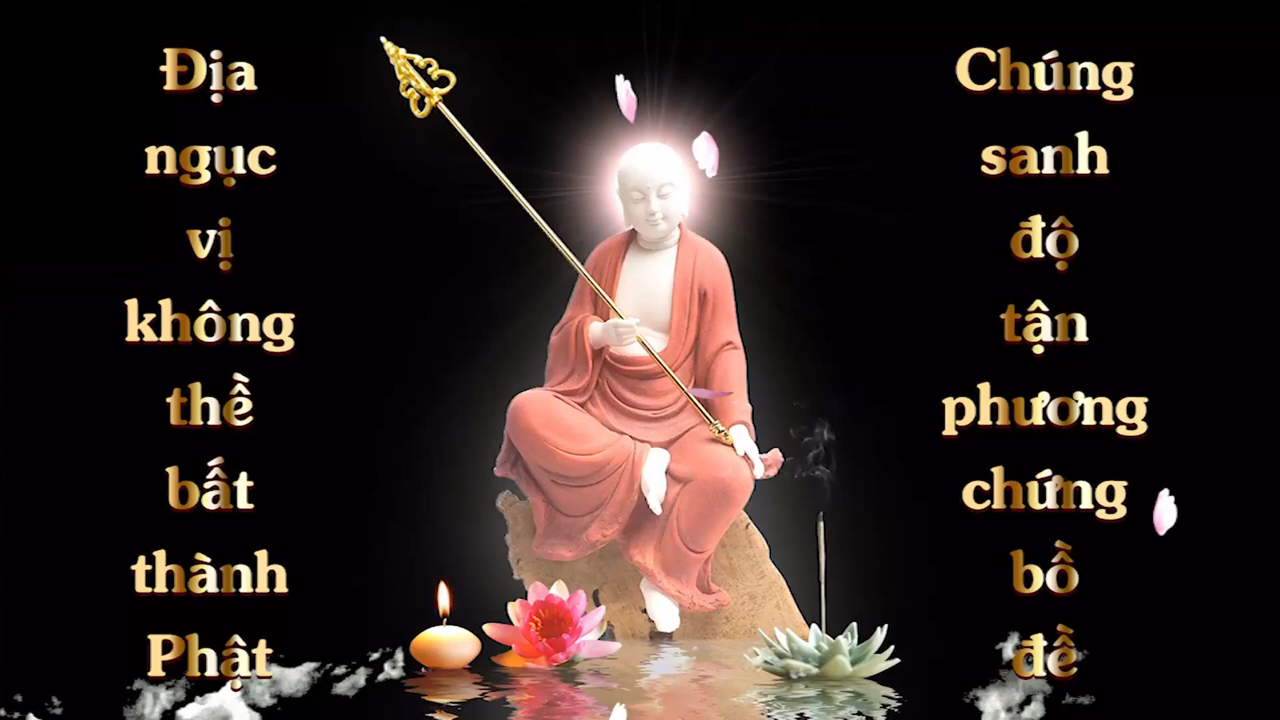 Địa
ngục
vị
không
thề
bất
thành
Phật
Chúng
sanh
độ
tận
phương
chứng
bồ
đề